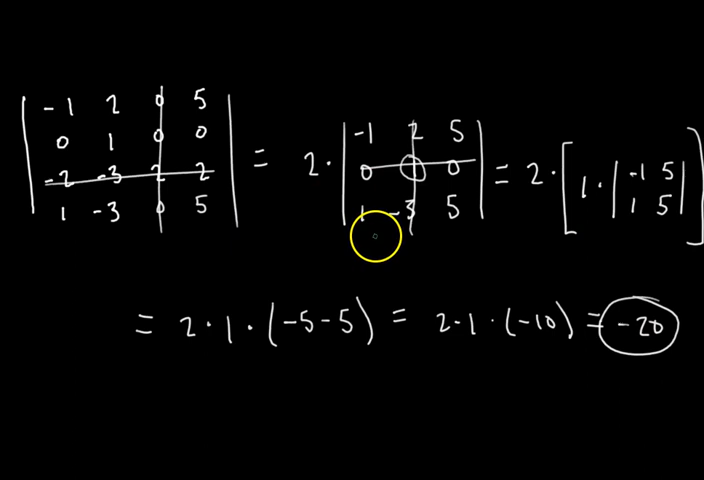 | -1 2 0 5 |
| 0 1 0 0 |
| -2 -3 2 2 |
| 1 -3 0 5 |
= 2 ·
| -1 2 5 |
| 0 1 0 |
| 1 -3 5 |
= 2 · [ 1 ·
| -1 5 |
| 1 5 |
]
= 2 · 1 · (-5 - 5) = 2 · 1 · (-10) = -20